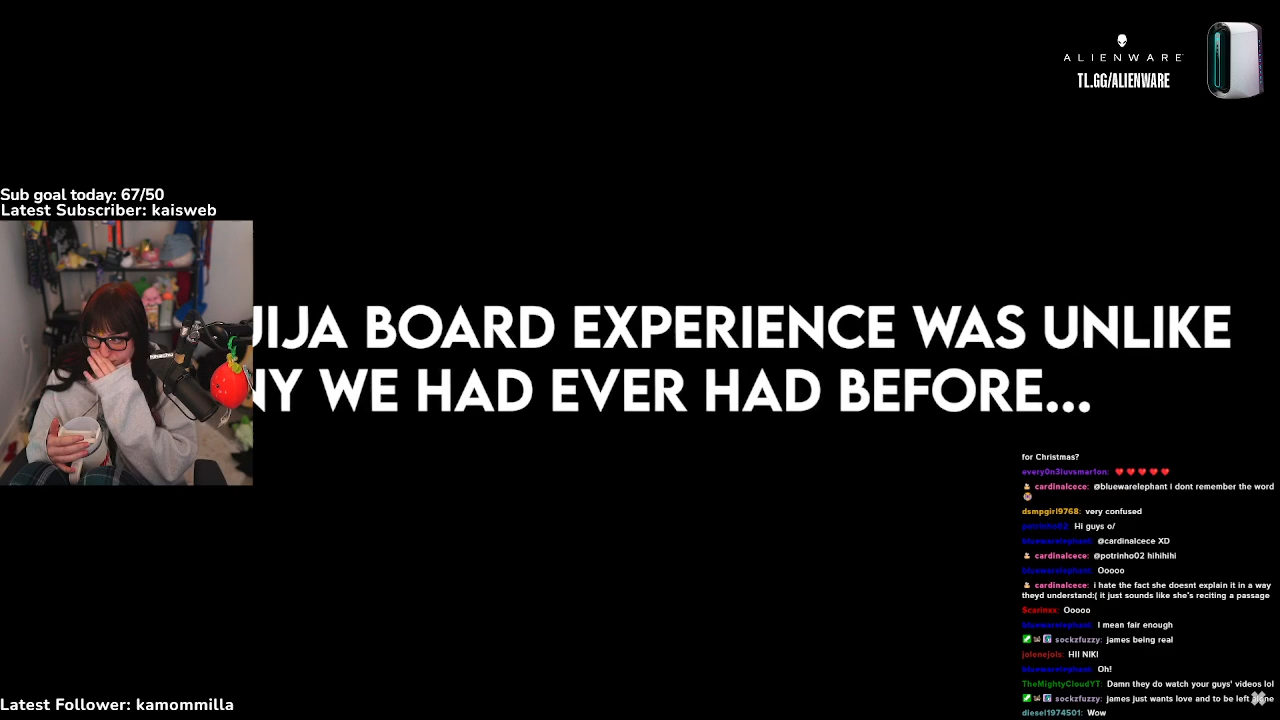 ALIENWARE
TL.GG/ALIENWARE
Sub goal today: 67/50
Latest Subscriber: kaisweb
UIJA BOARD EXPERIENCE WAS UNLIKE
NY WE HAD EVER HAD BEFORE...
for Christmas?
every0n3luvsmar1on: ❤️❤️❤️❤️❤️
cardinalcece: @bluewarelephant i dont remember the word
dsmpgirl9768: very confused
potrinho02: Hi guys o/
bluewarelephant: @cardinalcece XD
cardinalcece: @potrinho02 hihihihi
bluewarelephant: Ooooo
cardinalcece: i hate the fact she doesnt explain it in a way
theyd understand:( it just sounds like she's reciting a passage
Scarinxx: Ooooo
bluewarelephant: I mean fair enough
sockzfuzzy: james being real
jolenejols: HII NIKI
bluewarelephant: Oh!
TheMightyCloudYT: Damn they do watch your guys' videos lol
sockzfuzzy: james just wants love and to be left alone
diesel1974501: Wow
Latest Follower: kamommilla